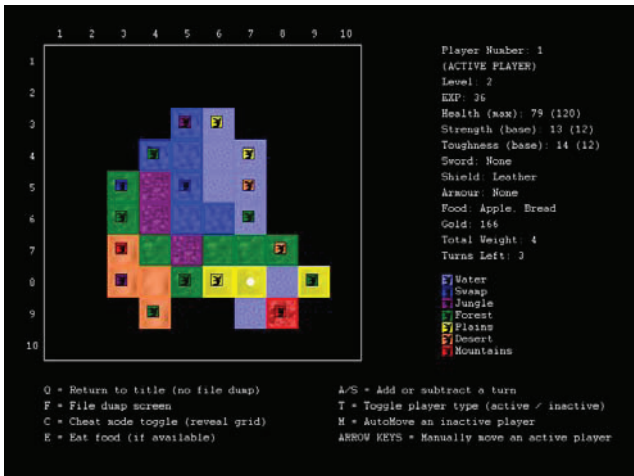 1 2 3 4 5 6 7 8 9 10
1
2
3
4
5
6
7
8
9
10
Player Number: 1
(ACTIVE PLAYER)
Level: 2
EXP: 36
Health (max): 79 (120)
Strength (base): 13 (12)
Toughness (base): 14 (12)
Sword: None
Shield: Leather
Armour: None
Food: Apple, Bread
Gold: 166
Total Weight: 4
Turns Left: 3
Water
Swamp
Jungle
Forest
Plains
Desert
Mountains
Q = Return to title (no file dump)
F = File dump screen
C = Cheat mode toggle (reveal grid)
E = Eat food (if available)
A/S = Add or subtract a turn
T = Toggle player type (active / inactive)
M = AutoMove an inactive player
ARROW KEYS = Manually move an active player